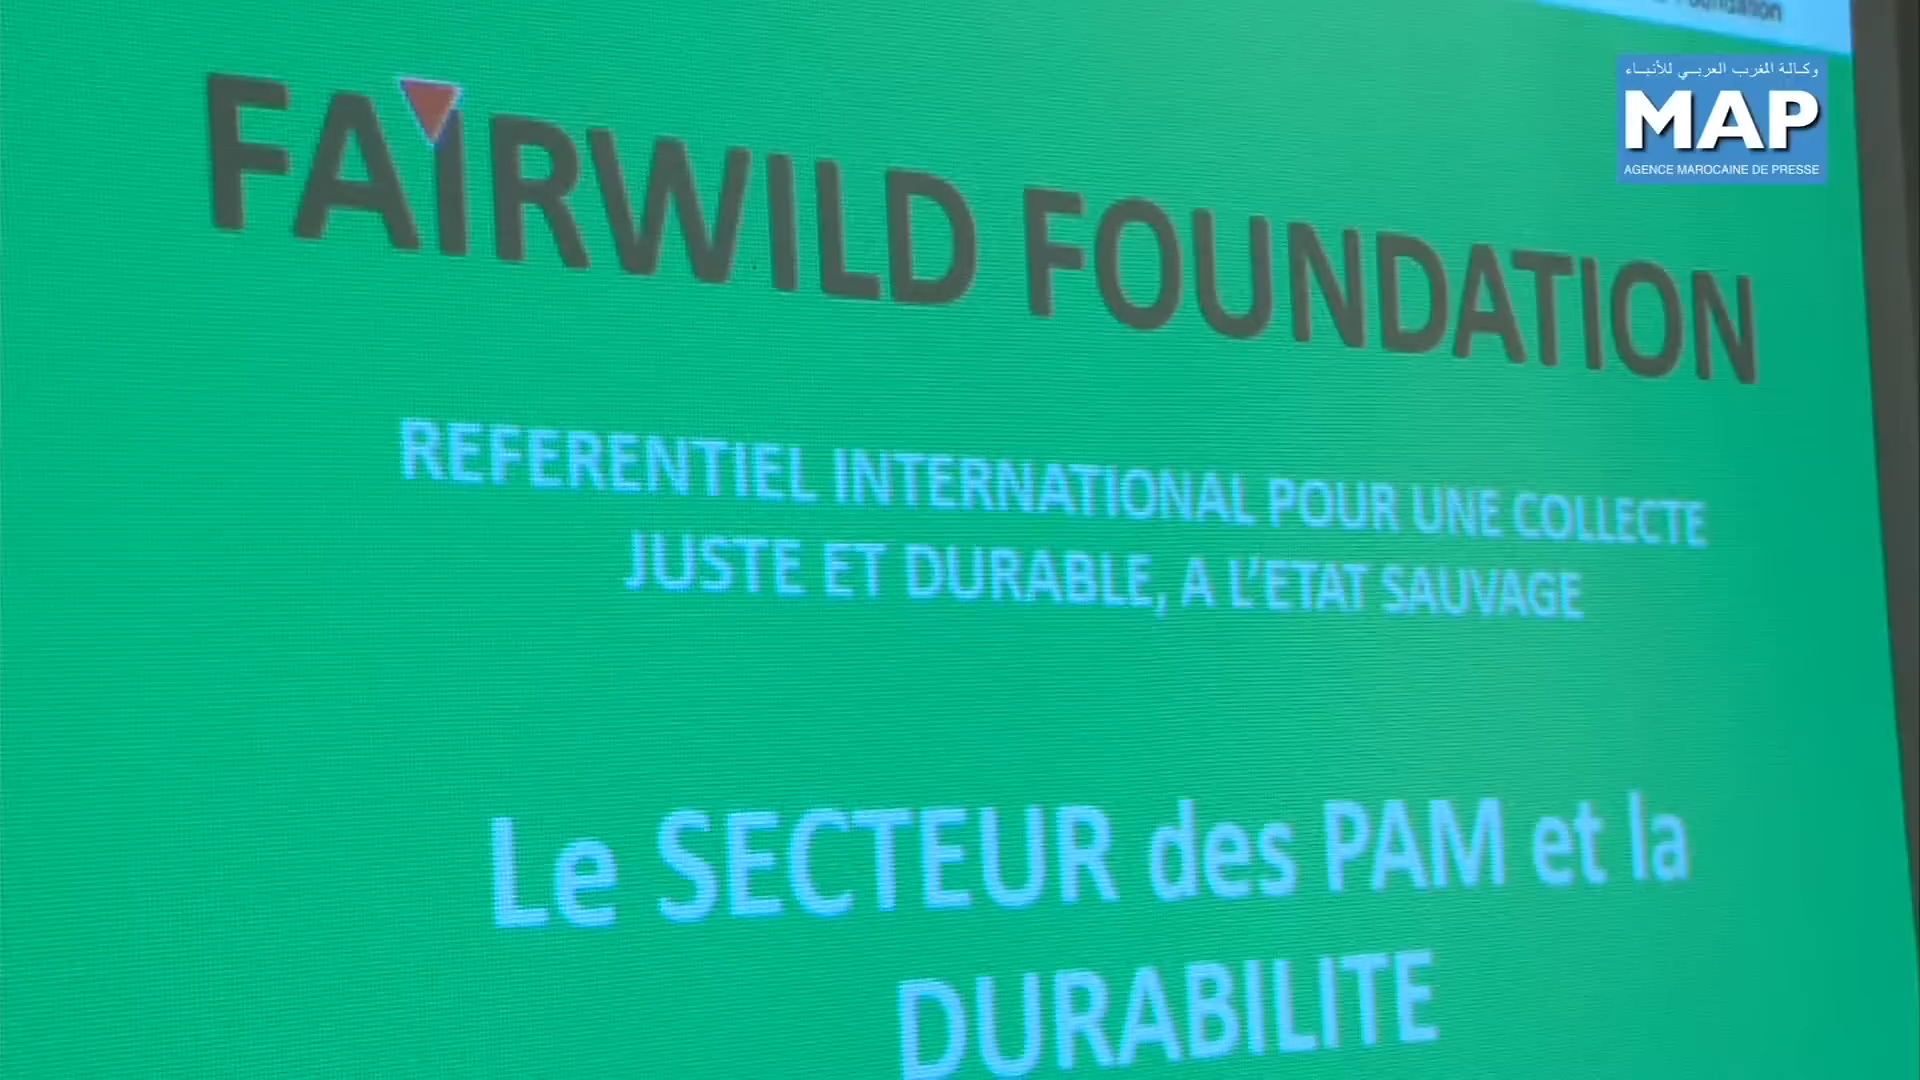 Foundation
وكالة المغرب العربي للأنباء
MAP
AGENCE MAROCAINE DE PRESSE
FAIRWILD FOUNDATION
REFERENTIEL INTERNATIONAL POUR UNE COLLECTE
JUSTE ET DURABLE, A L'ETAT SAUVAGE
Le SECTEUR des PAM et la
DURABILITE